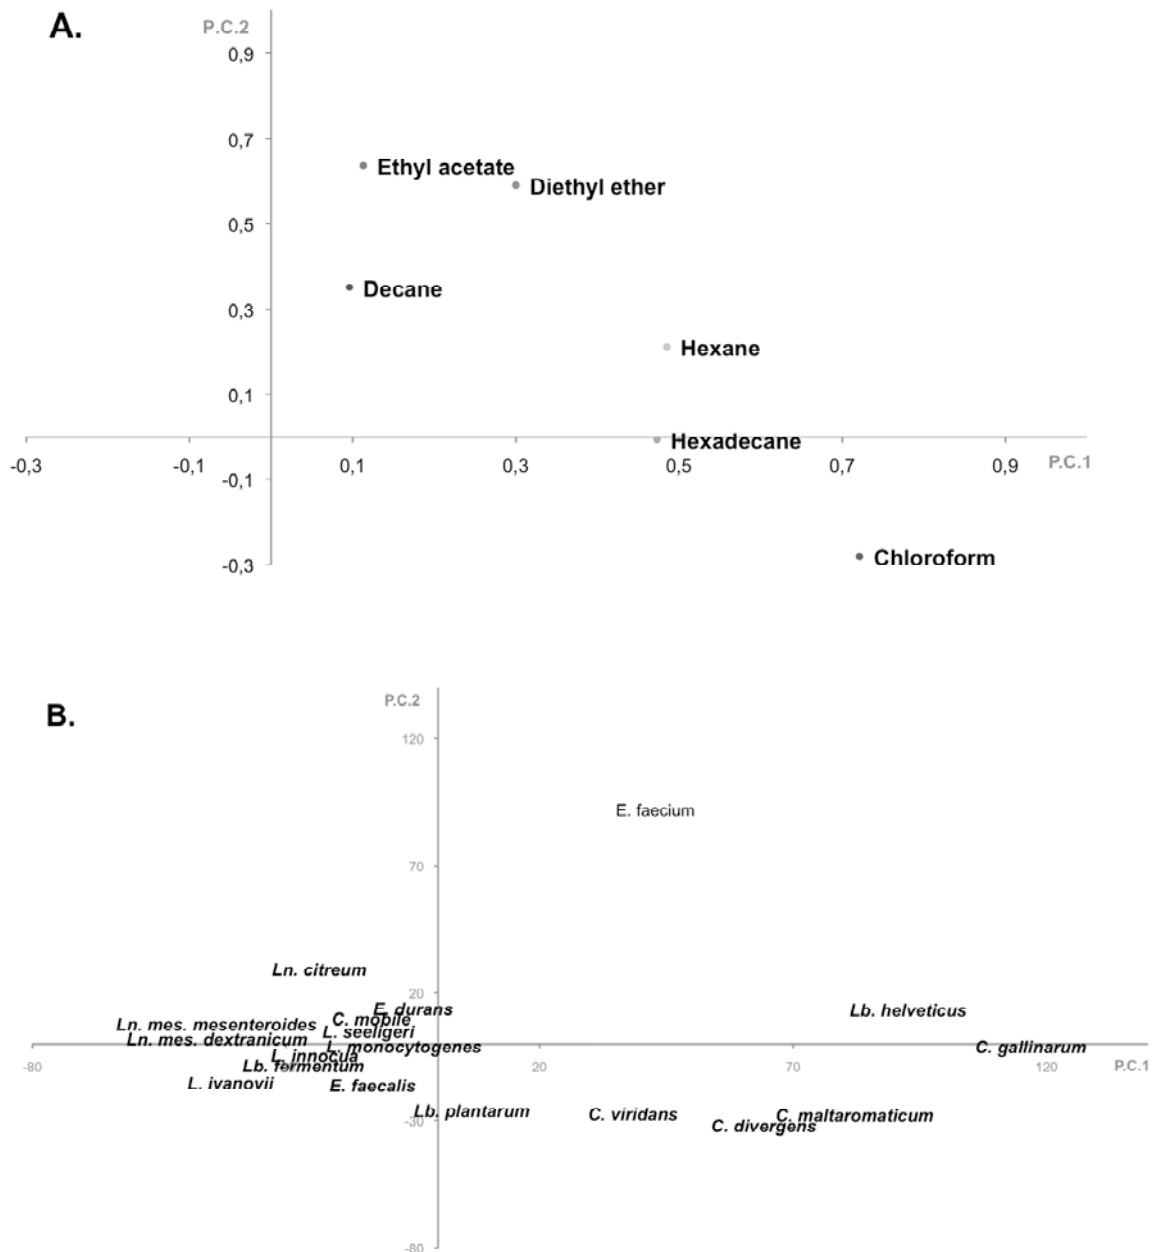 A.
P.C.2
0,9
0,7
Ethyl acetate
Diethyl ether
0,5
Decane
0,3
Hexane
0,1
Hexadecane
-0,3 -0,1 0,1 0,3 0,5 0,7 0,9 P.C.1
-0,1
-0,3
Chloroform
B.
P.C.2
120
E. faecium
70
Ln. citreum
20
E. durans
Lb. helveticus
C. mobile
Ln. mes. mesenteroides
L. seeligeri
Ln. mes. dextranicum
L. monocytogenes
C. gallinarum
L. innocua
Lb. fermentum
-80 20 70 120 P.C.1
L. ivanovii
E. faecalis
Lb. plantarum
C. viridans
C. maltaromaticum
-30
C. divergens
-80